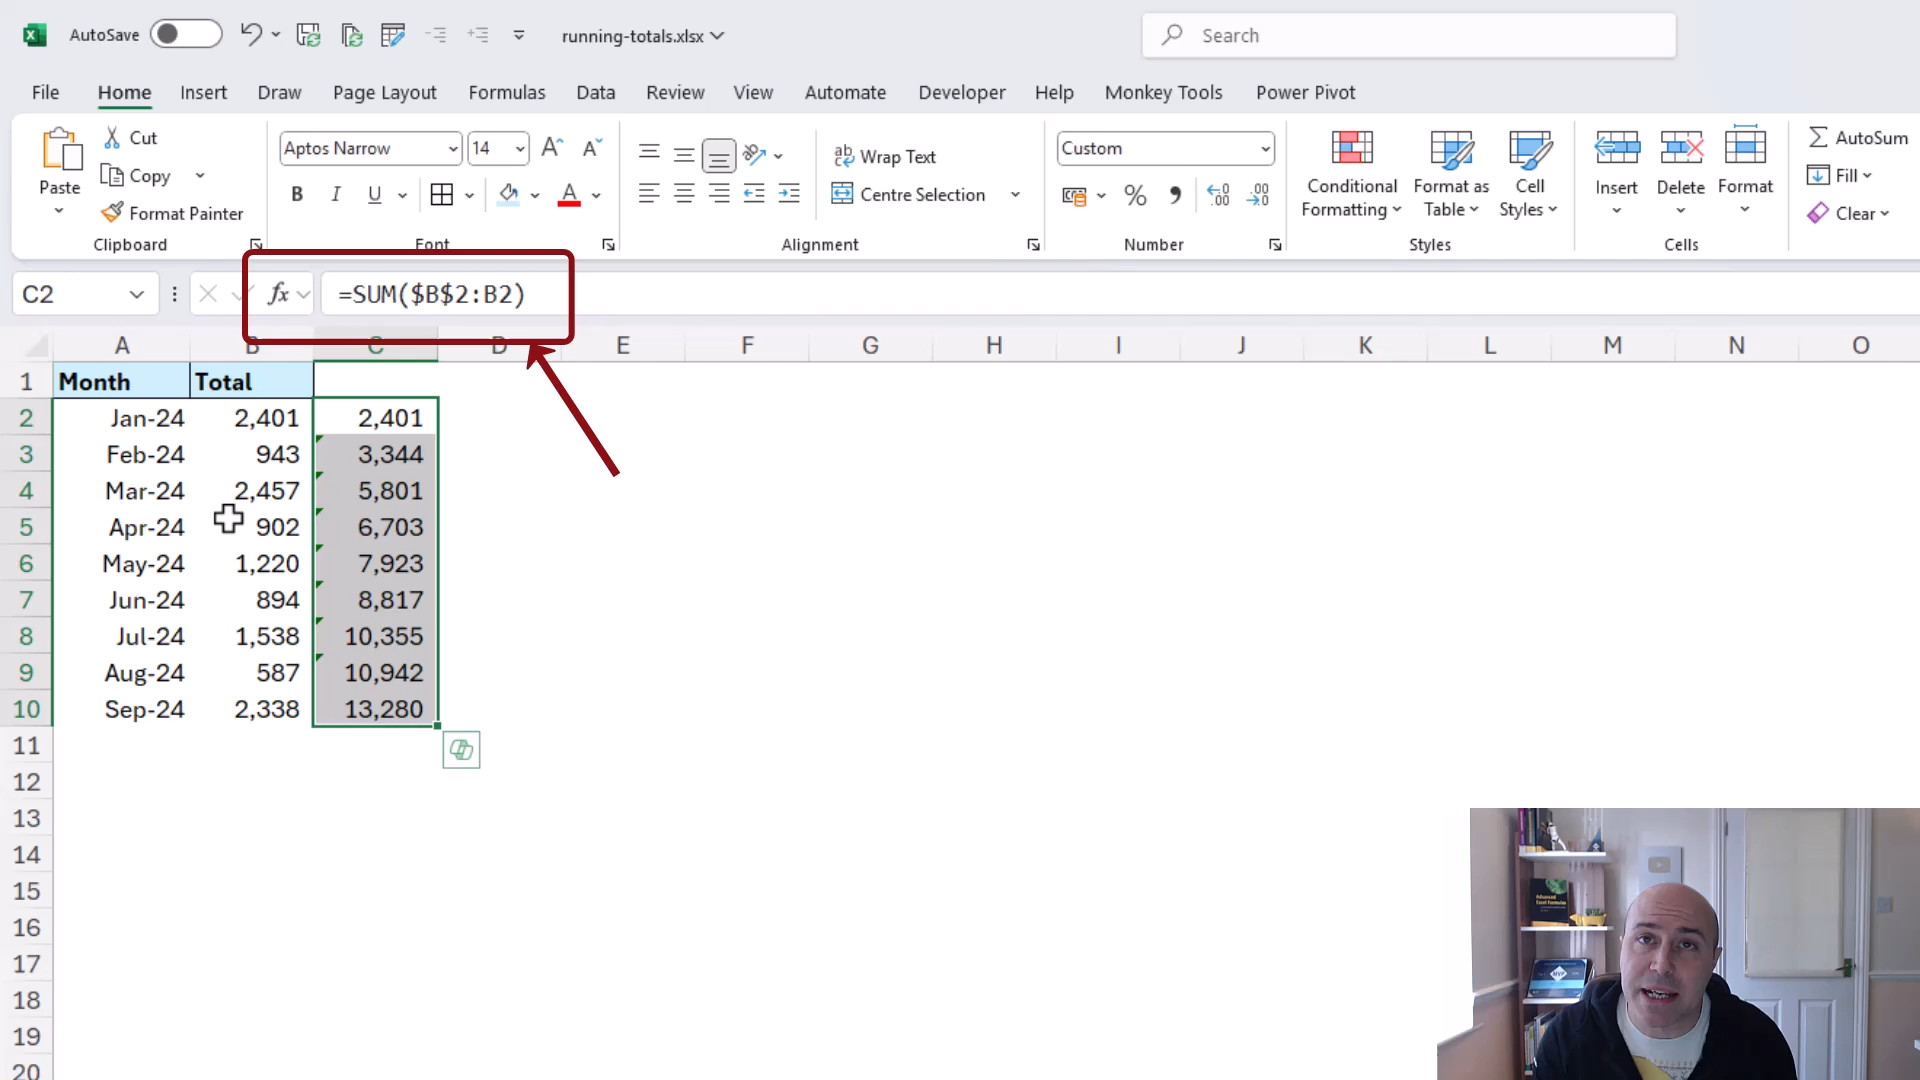 AutoSave
running-totals.xlsx
Search
File Home Insert Draw Page Layout Formulas Data Review View Automate Developer Help Monkey Tools Power Pivot
Paste
Cut
Copy
Format Painter
Clipboard
Aptos Narrow 14
B I U
Font
Wrap Text
Centre Selection
Alignment
Custom
Number
Conditional Formatting
Format as Table
Cell Styles
Styles
Insert Delete Format
Cells
AutoSum
Fill
Clear
C2 fx =SUM($B$2:B2)
A B C D E F G H I J K L M N O
1 Month Total
2 Jan-24 2,401 2,401
3 Feb-24 943 3,344
4 Mar-24 2,457 5,801
5 Apr-24 902 6,703
6 May-24 1,220 7,923
7 Jun-24 894 8,817
8 Jul-24 1,538 10,355
9 Aug-24 587 10,942
10 Sep-24 2,338 13,280
11
12
13
14
15
16
17
18
19
20
Advanced
Excel Formulas
MVP